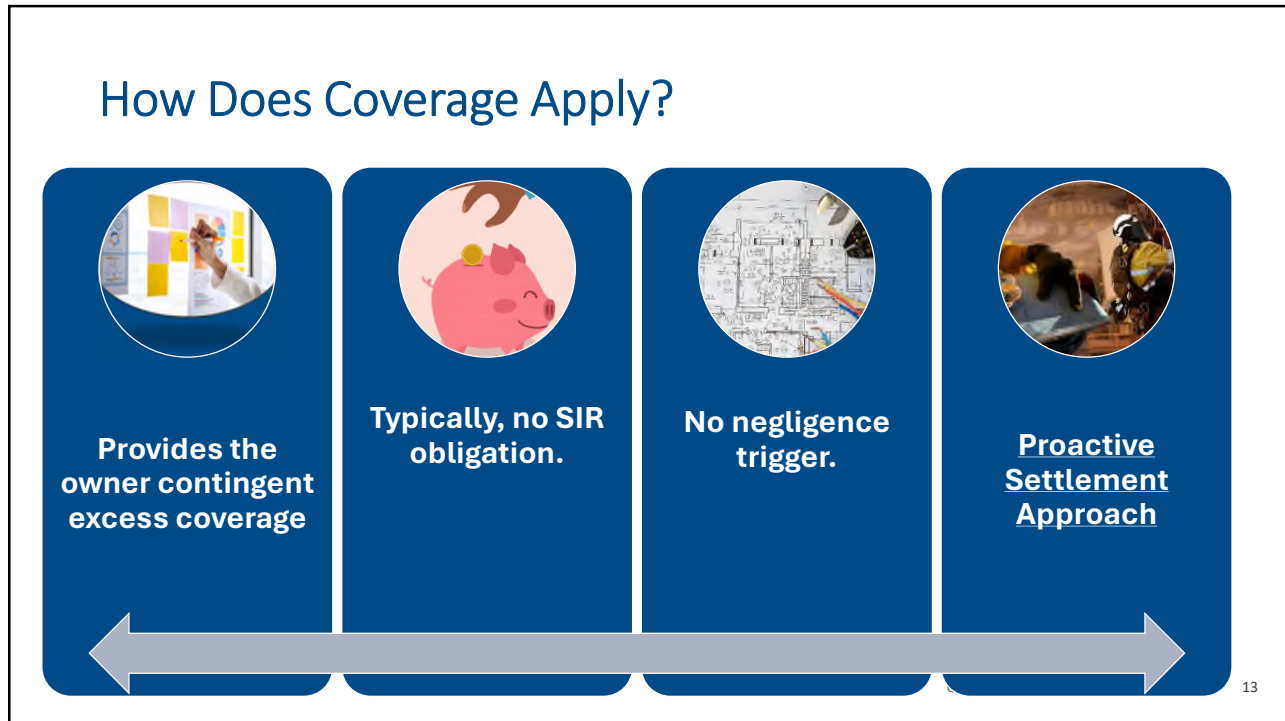 How Does Coverage Apply?
Provides the
owner contingent
excess coverage
Typically, no SIR
obligation.
No negligence
trigger.
Proactive
Settlement
Approach
13